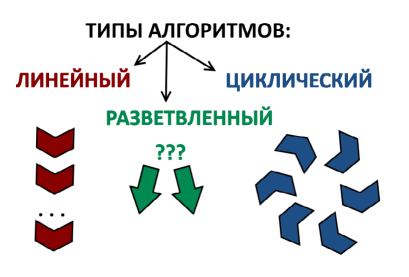 ТИПЫ АЛГОРИТМОВ:
ЛИНЕЙНЫЙ
ЦИКЛИЧЕСКИЙ
РАЗВЕТВЛЕННЫЙ
???
...